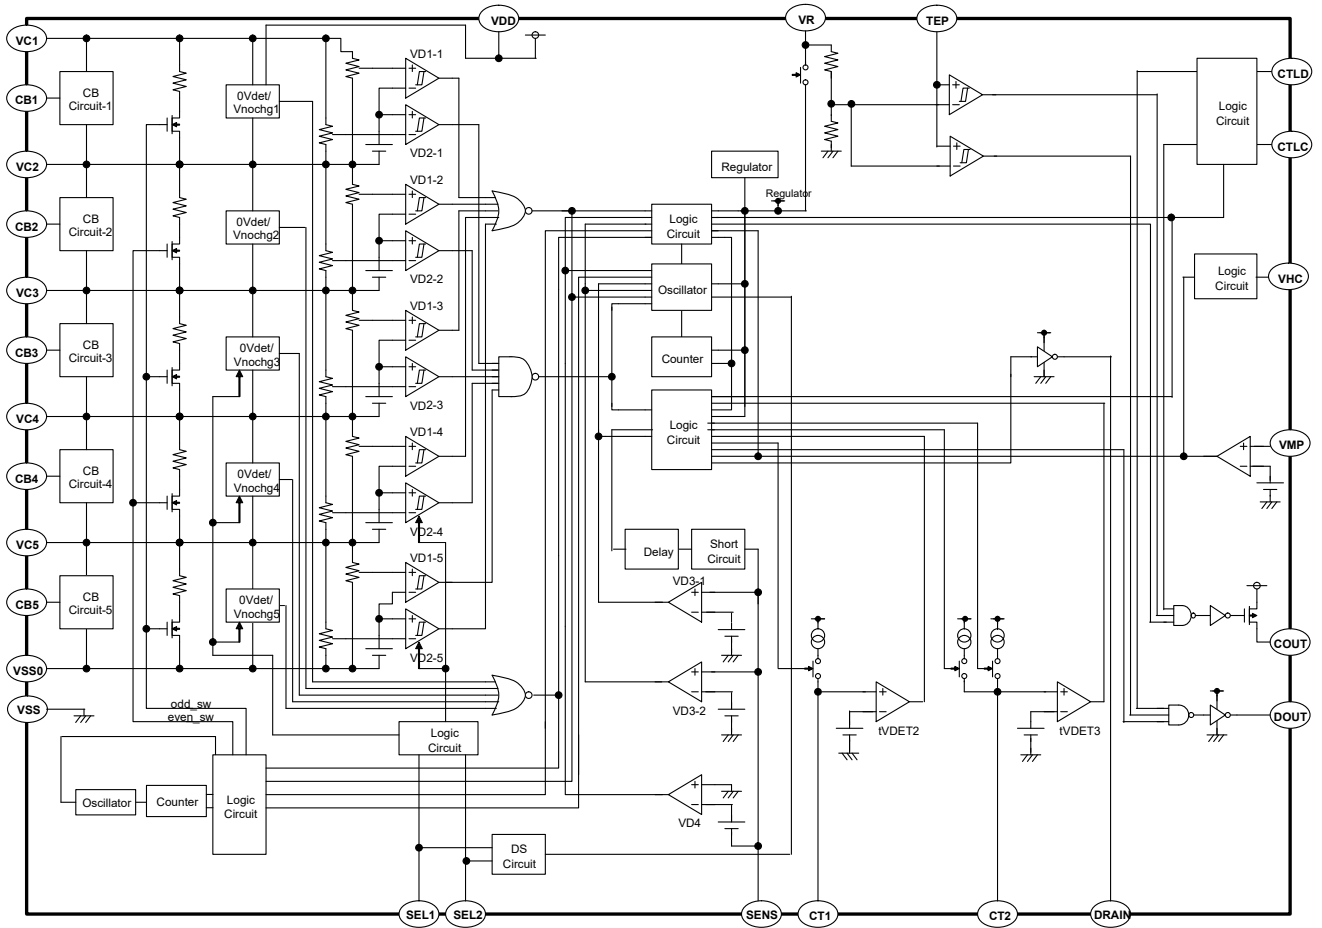 VDD
VR
TEP
VC1
CB1
VC2
CB2
VC3
CB3
VC4
CB4
VC5
CB5
VSS0
VSS
CB
Circuit-1
CB
Circuit-2
CB
Circuit-3
CB
Circuit-4
CB
Circuit-5
0Vdet/
Vnochg1
0Vdet/
Vnochg2
0Vdet/
Vnochg3
0Vdet/
Vnochg4
0Vdet/
Vnochg5
VD1-1
VD2-1
VD1-2
VD2-2
VD1-3
VD2-3
VD1-4
VD2-4
VD1-5
VD2-5
odd_sw
even_sw
Oscillator
Counter
Logic
Circuit
Logic
Circuit
DS
Circuit
Regulator
Regulator
Logic
Circuit
Oscillator
Counter
Logic
Circuit
Delay
Short
Circuit
VD3-1
VD3-2
VD4
tVDET2
tVDET3
Logic
Circuit
Logic
Circuit
CTLD
CTLC
VHC
VMP
COUT
DOUT
SEL1
SEL2
SENS
CT1
CT2
DRAIN